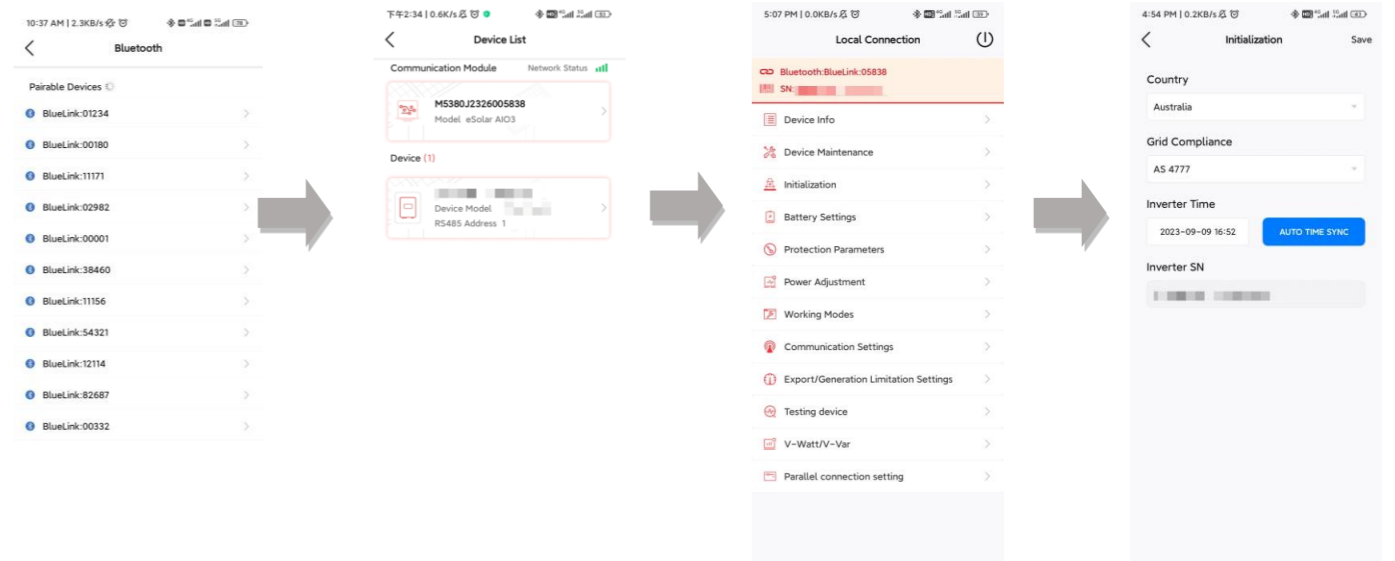 10:37 AM | 2.3KB/s
Bluetooth
Pairable Devices
BlueLink:01234
BlueLink:00180
BlueLink:11171
BlueLink:02982
BlueLink:00001
BlueLink:38460
BlueLink:11156
BlueLink:54321
BlueLink:12114
BlueLink:82687
BlueLink:00332
下午2:34 | 0.6K/s
Device List
Communication Module Network Status
M5380J2326005838
Model eSolar AIO3
Device (1)
Device Model
RS485 Address 1
5:07 PM | 0.0KB/s
Local Connection
Bluetooth:BlueLink:05838
SN:
Device Info
Device Maintenance
Initialization
Battery Settings
Protection Parameters
Power Adjustment
Working Modes
Communication Settings
Export/Generation Limitation Settings
Testing device
V-Watt/V-Var
Parallel connection setting
4:54 PM | 0.2KB/s
Initialization Save
Country
Australia
Grid Compliance
AS 4777
Inverter Time
2023-09-09 16:52 AUTO TIME SYNC
Inverter SN